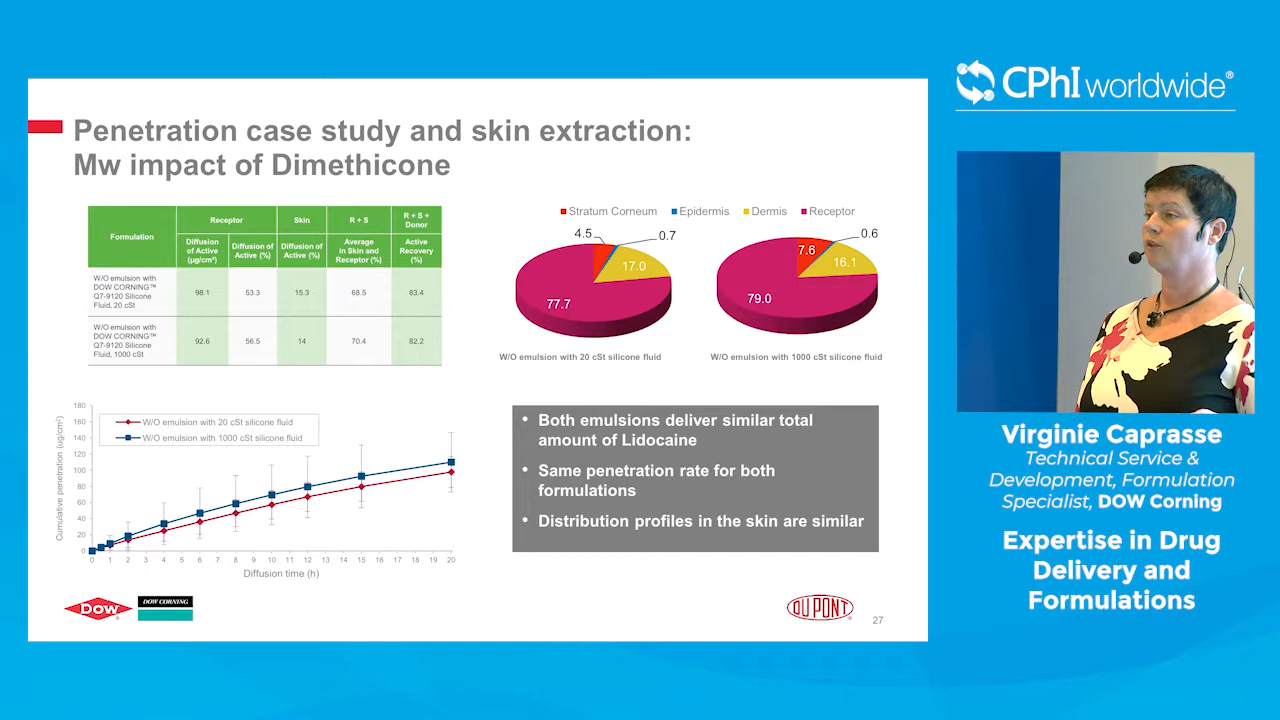 Penetration case study and skin extraction:
Mw impact of Dimethicone
Formulation
Receptor
Skin
R + S
R + S +
Donor
Diffusion
of Active
(µg/cm²)
Diffusion of
Active (%)
Diffusion of
Active (%)
Average
in Skin and
Receptor (%)
Active
Recovery
(%)
W/O emulsion with
DOW CORNING™
Q7-9120 Silicone
Fluid, 20 cSt
98.1
53.3
15.3
68.5
83.4
W/O emulsion with
DOW CORNING™
Q7-9120 Silicone
Fluid, 1000 cSt
92.6
56.5
14
70.4
82.2
Stratum Corneum Epidermis Dermis Receptor
4.5
0.7
17.0
77.7
W/O emulsion with 20 cSt silicone fluid
0.6
7.6
16.1
79.0
W/O emulsion with 1000 cSt silicone fluid
Cumulative penetration (ug/cm²)
180
160
140
120
100
80
60
40
20
0
W/O emulsion with 20 cSt silicone fluid
W/O emulsion with 1000 cSt silicone fluid
0 1 2 3 4 5 6 7 8 9 10 11 12 13 14 15 16 17 18 19 20
Diffusion time (h)
• Both emulsions deliver similar total
amount of Lidocaine
• Same penetration rate for both
formulations
• Distribution profiles in the skin are similar
DOW
DOW CORNING
DUPONT
27
CPhI worldwide®
Virginie Caprasse
Technical Service &
Development, Formulation
Specialist, DOW Corning
Expertise in Drug
Delivery and
Formulations